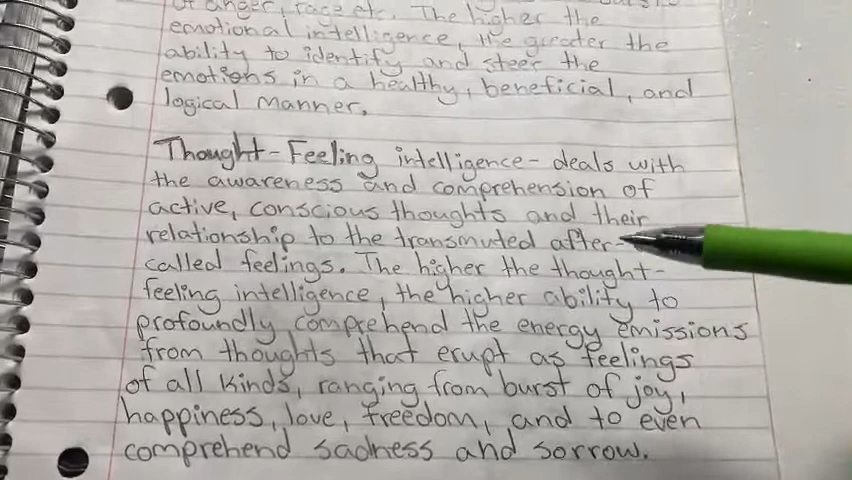 of anger, rage etc. The higher the
emotional intelligence, the greater the
ability to identify and steer the
emotions in a healthy, beneficial, and
logical manner.
Thought-Feeling intelligence- deals with
the awareness and comprehension of
active, conscious thoughts and their
relationship to the transmuted after-
called feelings. The higher the thought-
feeling intelligence, the higher ability to
profoundly comprehend the energy emissions
from thoughts that erupt as feelings
of all kinds, ranging from burst of joy,
happiness, love, freedom, and to even
comprehend sadness and sorrow.